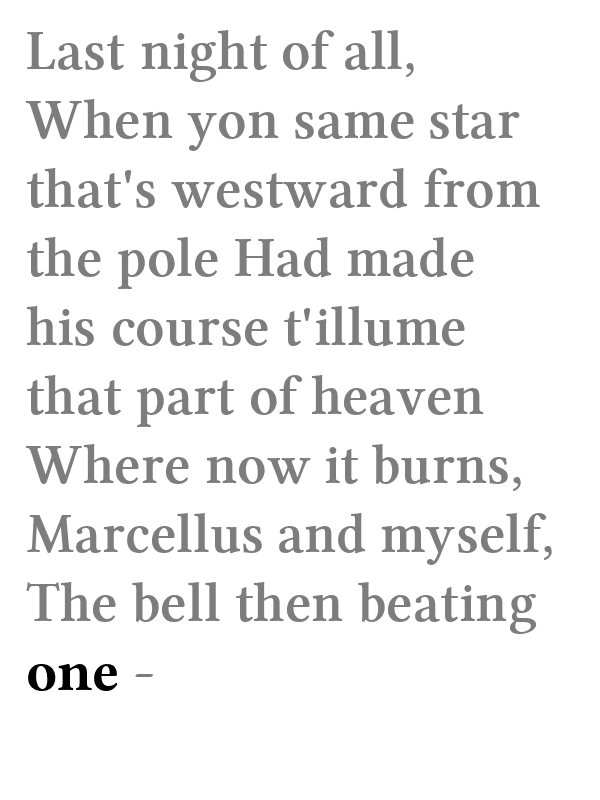 Last night of all,
When yon same star
that's westward from
the pole Had made
his course t'illume
that part of heaven
Where now it burns,
Marcellus and myself,
The bell then beating
one –